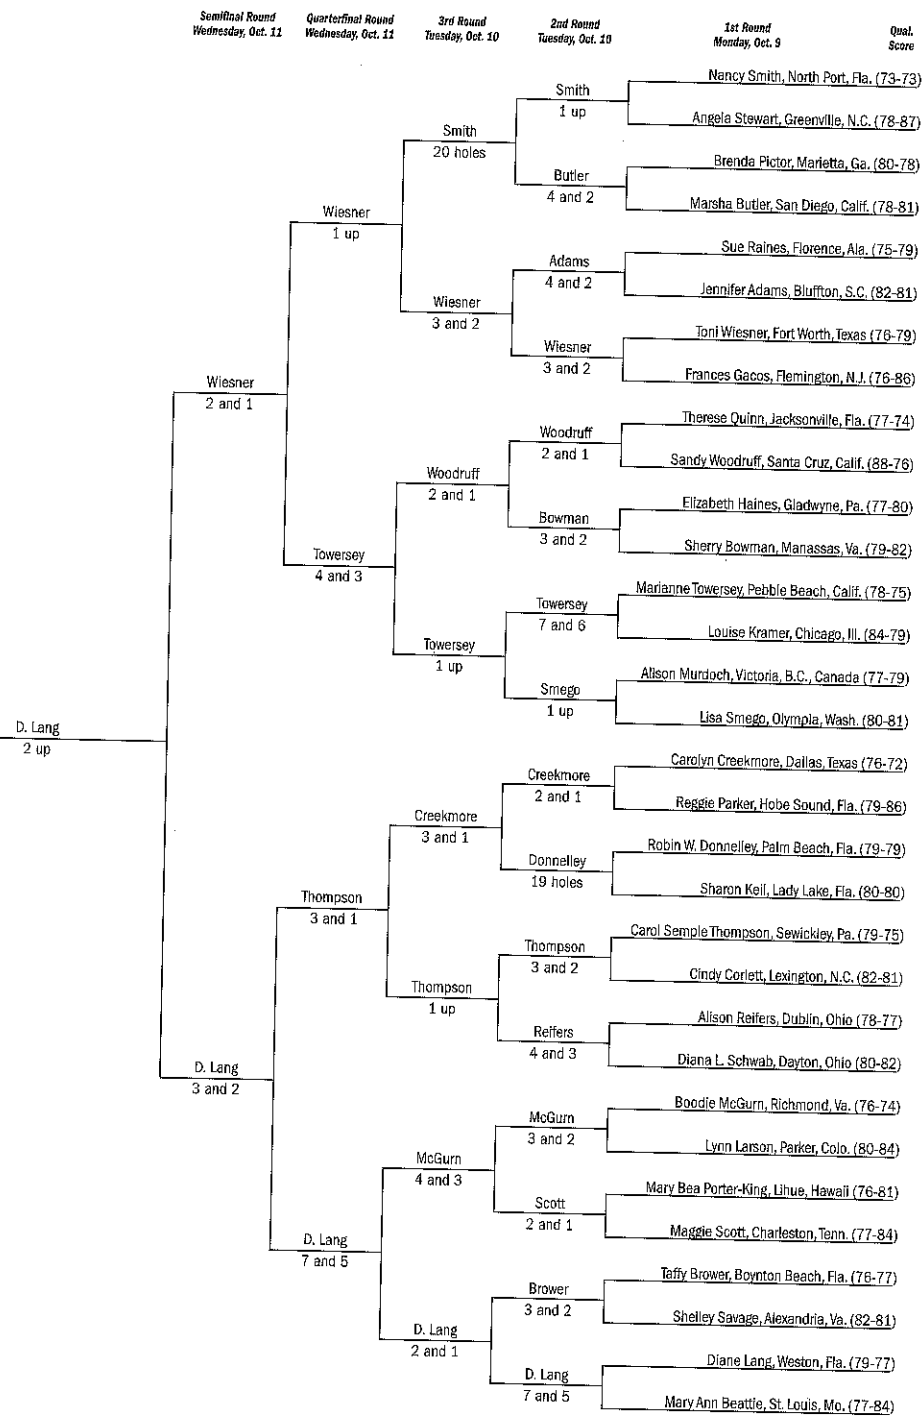 Semifinal Round
Wednesday, Oct. 11
Quarterfinal Round
Wednesday, Oct. 11
3rd Round
Tuesday, Oct. 10
2nd Round
Tuesday, Oct. 10
1st Round
Monday, Oct. 9
Qual.
Score
Nancy Smith, North Port, Fla. (73-73)
Smith
1 up
Angela Stewart, Greenville, N.C. (78-87)
Smith
20 holes
Brenda Pictor, Marietta, Ga. (80-78)
Butler
4 and 2
Marsha Butler, San Diego, Calif. (78-81)
Wiesner
1 up
Sue Raines, Florence, Ala. (75-79)
Adams
4 and 2
Jennifer Adams, Bluffton, S.C. (82-81)
Wiesner
3 and 2
Toni Wiesner, Fort Worth, Texas (76-79)
Wiesner
3 and 2
Frances Gacos, Flemington, N.J. (76-86)
Wiesner
2 and 1
Therese Quinn, Jacksonville, Fla. (77-74)
Woodruff
2 and 1
Sandy Woodruff, Santa Cruz, Calif. (88-76)
Woodruff
2 and 1
Elizabeth Haines, Gladwyne, Pa. (77-80)
Bowman
3 and 2
Sherry Bowman, Manassas, Va. (79-82)
Towersey
4 and 3
Marianne Towersey, Pebble Beach, Calif. (78-75)
Towersey
7 and 6
Louise Kramer, Chicago, Ill. (84-79)
Towersey
1 up
Alison Murdoch, Victoria, B.C., Canada (77-79)
Smego
1 up
Lisa Smego, Olympia, Wash. (80-81)
D. Lang
2 up
Carolyn Creekmore, Dallas, Texas (76-72)
Creekmore
2 and 1
Reggie Parker, Hobe Sound, Fla. (79-86)
Creekmore
3 and 1
Robin W. Donnelley, Palm Beach, Fla. (79-79)
Donnelley
19 holes
Sharon Keil, Lady Lake, Fla. (80-80)
Thompson
3 and 1
Carol Semple Thompson, Sewickley, Pa. (79-75)
Thompson
3 and 2
Cindy Corlett, Lexington, N.C. (82-81)
Thompson
1 up
Alison Reifers, Dublin, Ohio (78-77)
Reifers
4 and 3
Diana L. Schwab, Dayton, Ohio (80-82)
D. Lang
3 and 2
Boodie McGurn, Richmond, Va. (76-74)
McGurn
3 and 2
Lynn Larson, Parker, Colo. (80-84)
McGurn
4 and 3
Mary Bea Porter-King, Lihue, Hawaii (76-81)
Scott
2 and 1
Maggie Scott, Charleston, Tenn. (77-84)
D. Lang
7 and 5
Taffy Brower, Boynton Beach, Fla. (76-77)
Brower
3 and 2
Shelley Savage, Alexandria, Va. (82-81)
D. Lang
2 and 1
Diane Lang, Weston, Fla. (79-77)
D. Lang
7 and 5
Mary Ann Beattie, St. Louis, Mo. (77-84)